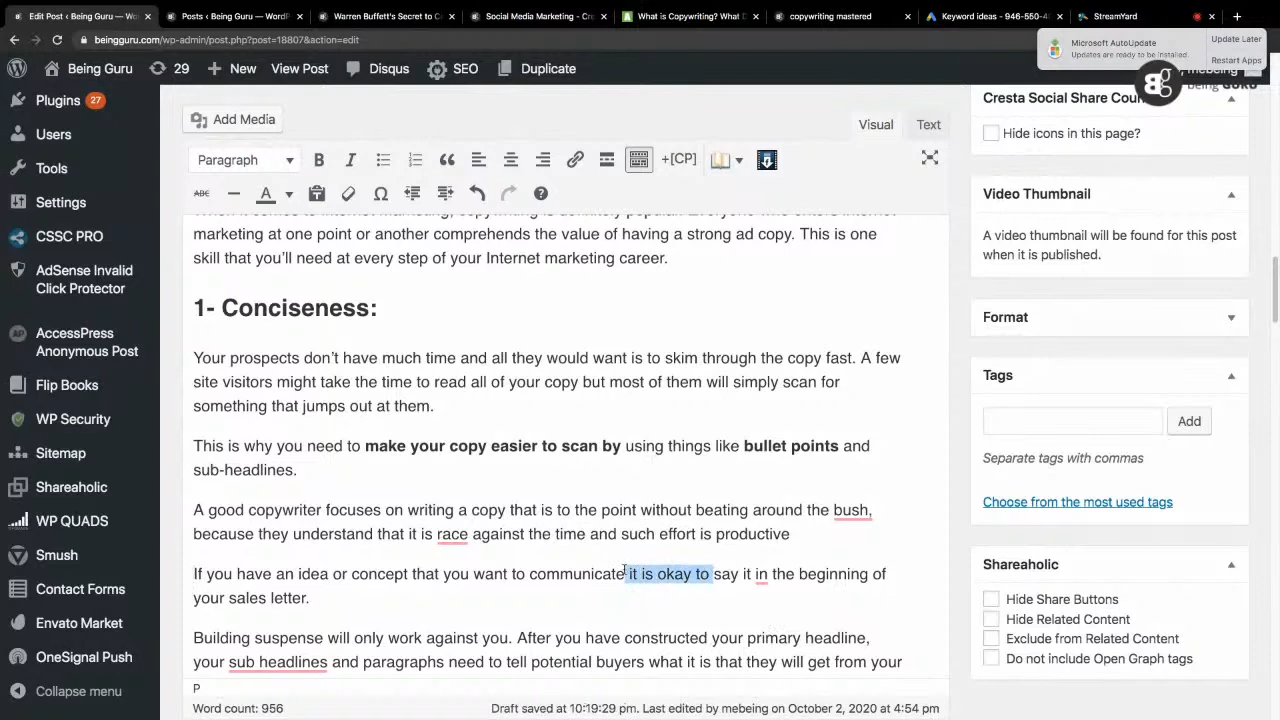 Edit Post ‹ Being Guru — Wo
Posts ‹ Being Guru — WordP
Warren Buffett's Secret to C
Social Media Marketing - Cre
What is Copywriting? What D
copywriting mastered
Keyword ideas - 946-550-4
StreamYard
beingguru.com/wp-admin/post.php?post=18807&action=edit
Microsoft AutoUpdate
Updates are ready to be installed.
Update Later
Restart Apps
Being Guru
29
New
View Post
Disqus
SEO
Duplicate
mebeing
being GURU
Plugins 27
Users
Tools
Settings
CSSC PRO
AdSense Invalid
Click Protector
AccessPress
Anonymous Post
Flip Books
WP Security
Sitemap
Shareaholic
WP QUADS
Smush
Contact Forms
Envato Market
OneSignal Push
Collapse menu
Add Media
Visual
Text
Paragraph
B I
+[CP]
ABC
A
marketing at one point or another comprehends the value of having a strong ad copy. This is one
skill that you’ll need at every step of your Internet marketing career.
1- Conciseness:
Your prospects don’t have much time and all they would want is to skim through the copy fast. A few
site visitors might take the time to read all of your copy but most of them will simply scan for
something that jumps out at them.
This is why you need to make your copy easier to scan by using things like bullet points and
sub-headlines.
A good copywriter focuses on writing a copy that is to the point without beating around the bush,
because they understand that it is race against the time and such effort is productive
If you have an idea or concept that you want to communicate it is okay to say it in the beginning of
your sales letter.
Building suspense will only work against you. After you have constructed your primary headline,
your sub headlines and paragraphs need to tell potential buyers what it is that they will get from your
P
Word count: 956
Draft saved at 10:19:29 pm. Last edited by mebeing on October 2, 2020 at 4:54 pm
Cresta Social Share Coun
Hide icons in this page?
Video Thumbnail
A video thumbnail will be found for this post
when it is published.
Format
Tags
Add
Separate tags with commas
Choose from the most used tags
Shareaholic
Hide Share Buttons
Hide Related Content
Exclude from Related Content
Do not include Open Graph tags